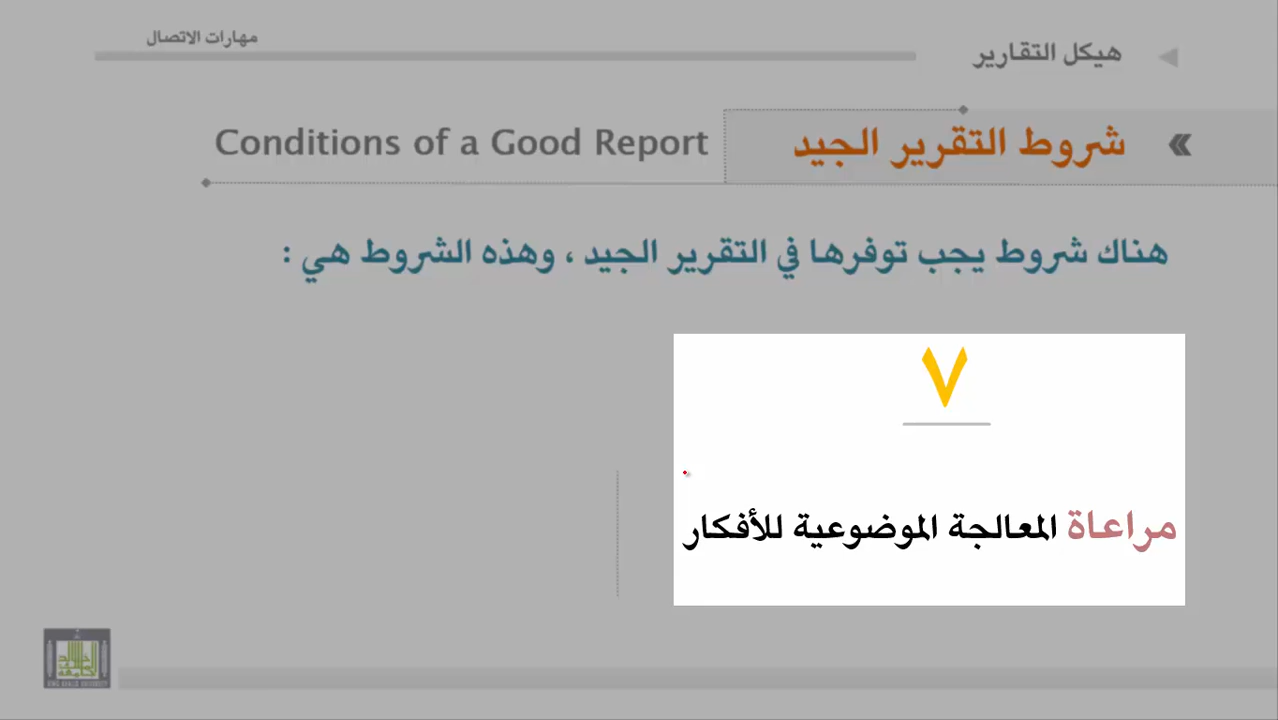 مهارات الاتصال
هيكل التقارير
شروط التقرير الجيد
Conditions of a Good Report
هناك شروط يجب توفرها في التقرير الجيد ، وهذه الشروط هي :
٧
مراعاة المعالجة الموضوعية للأفكار